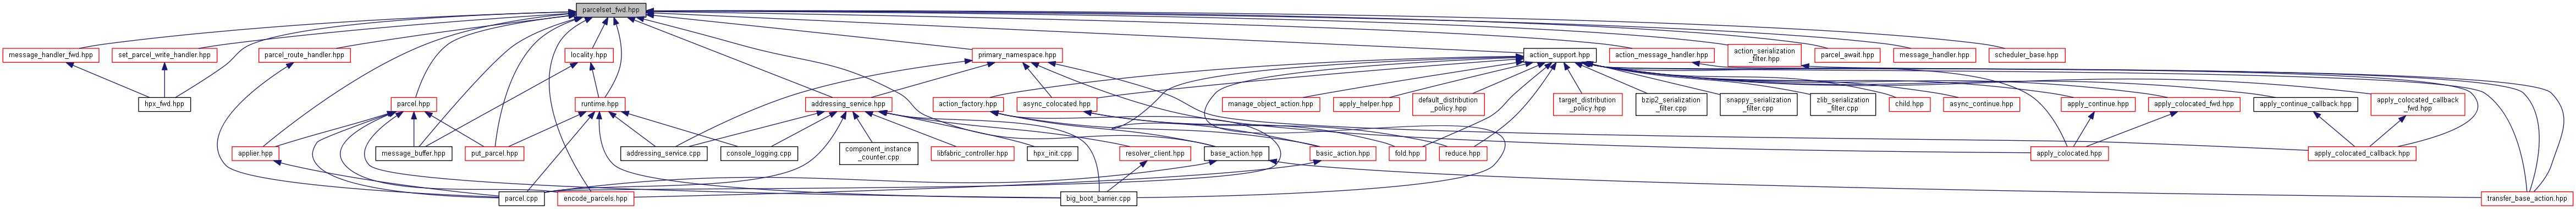 parcelset_fwd.hpp
message_handler_fwd.hpp
set_parcel_write_handler.hpp
parcel_route_handler.hpp
locality.hpp
primary_namespace.hpp
action_support.hpp
action_message_handler.hpp
action_serialization
_filter.hpp
parcel_await.hpp
message_handler.hpp
scheduler_base.hpp
hpx_fwd.hpp
parcel.hpp
runtime.hpp
addressing_service.hpp
action_factory.hpp
async_colocated.hpp
manage_object_action.hpp
apply_helper.hpp
default_distribution
_policy.hpp
target_distribution
_policy.hpp
bzip2_serialization
_filter.cpp
snappy_serialization
_filter.cpp
zlib_serialization
_filter.cpp
child.hpp
async_continue.hpp
apply_continue.hpp
apply_colocated_fwd.hpp
apply_continue_callback.hpp
apply_colocated_callback
_fwd.hpp
applier.hpp
message_buffer.hpp
put_parcel.hpp
addressing_service.cpp
console_logging.cpp
component_instance
_counter.cpp
libfabric_controller.hpp
hpx_init.cpp
resolver_client.hpp
base_action.hpp
basic_action.hpp
fold.hpp
reduce.hpp
apply_colocated.hpp
apply_colocated_callback.hpp
parcel.cpp
encode_parcels.hpp
big_boot_barrier.cpp
transfer_base_action.hpp